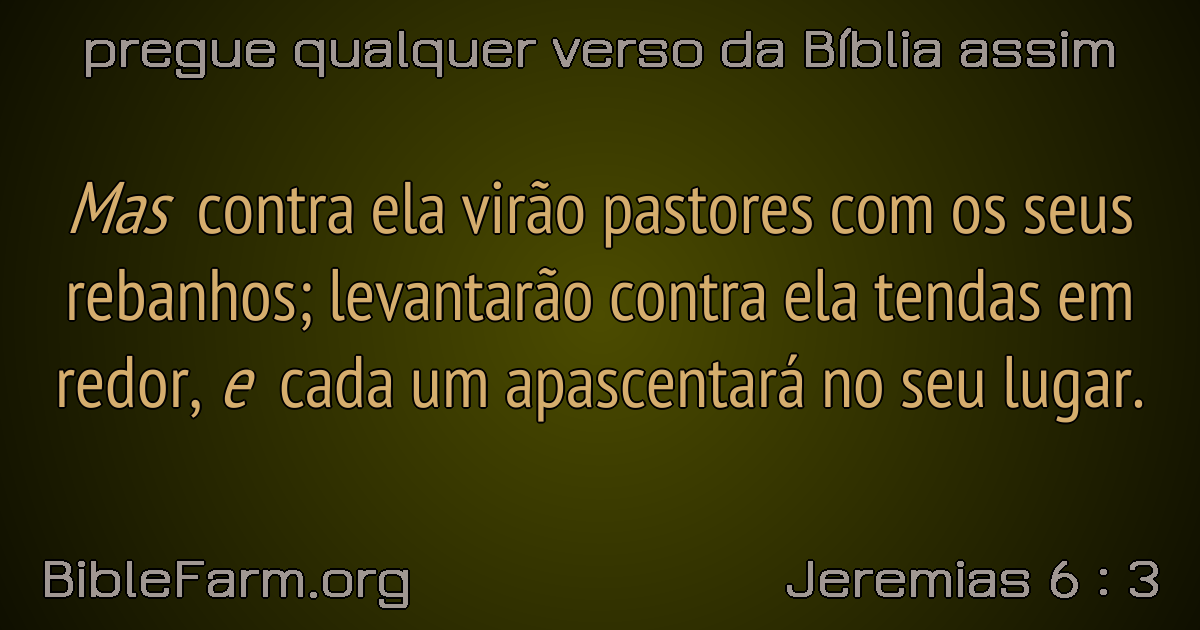 pregue qualquer verso da Bíblia assim
Mas contra ela virão pastores com os seus
rebanhos; levantarão contra ela tendas em
redor, e cada um apascentará no seu lugar.
BibleFarm.org
Jeremias 6 : 3